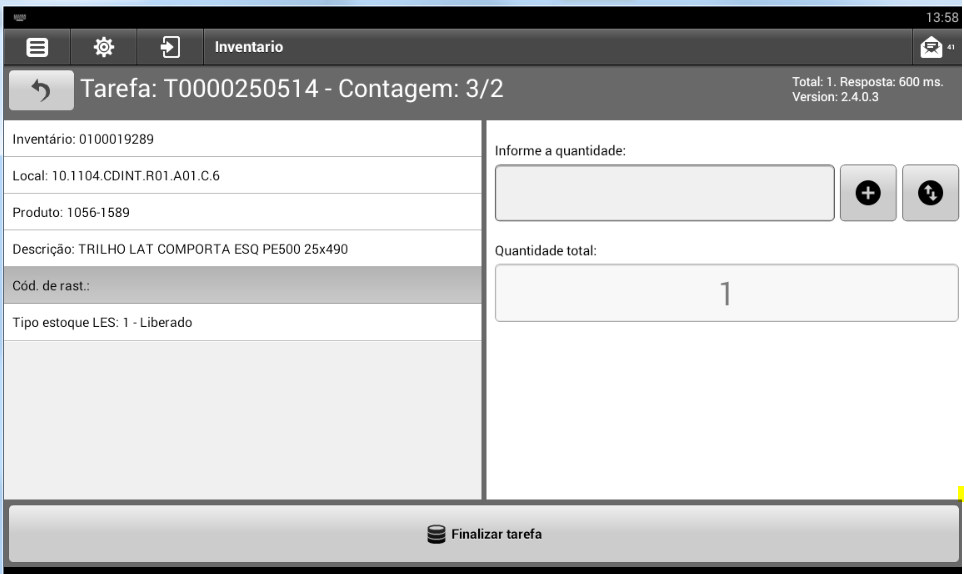 13:58
Inventario
41
Tarefa: T0000250514 - Contagem: 3/2
Total: 1. Resposta: 600 ms.
Version: 2.4.0.3
Inventário: 0100019289
Local: 10.1104.CDINT.R01.A01.C.6
Produto: 1056-1589
Descrição: TRILHO LAT COMPORTA ESQ PE500 25x490
Cód. de rast.:
Tipo estoque LES: 1 - Liberado
Informe a quantidade:
Quantidade total:
1
Finalizar tarefa